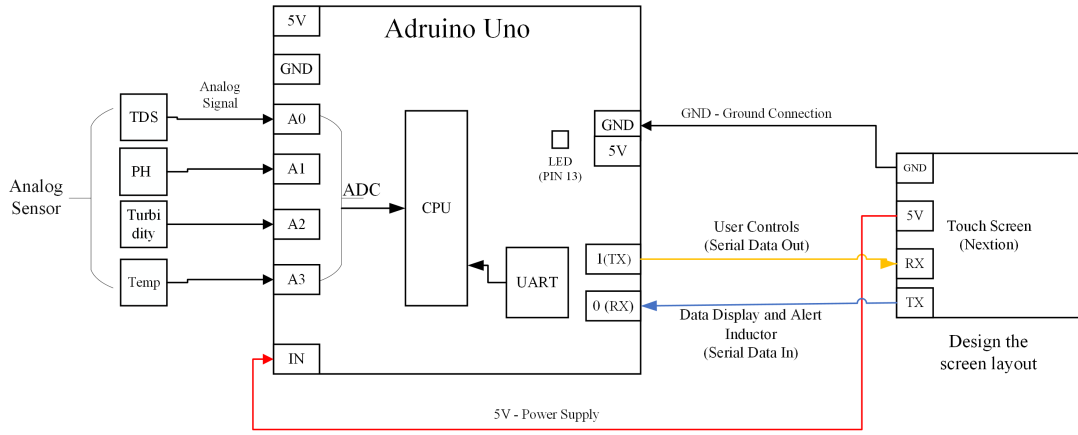 Adruino Uno
5V
GND
Analog
Signal
TDS
A0
PH
A1
Analog
Sensor
Turbi
dity
A2
Temp
A3
ADC
CPU
UART
LED
(PIN 13)
IN
GND
5V
1(TX)
0 (RX)
GND - Ground Connection
User Controls
(Serial Data Out)
Data Display and Alert
Inductor
(Serial Data In)
5V - Power Supply
GND
5V
RX
TX
Touch Screen
(Nextion)
Design the
screen layout